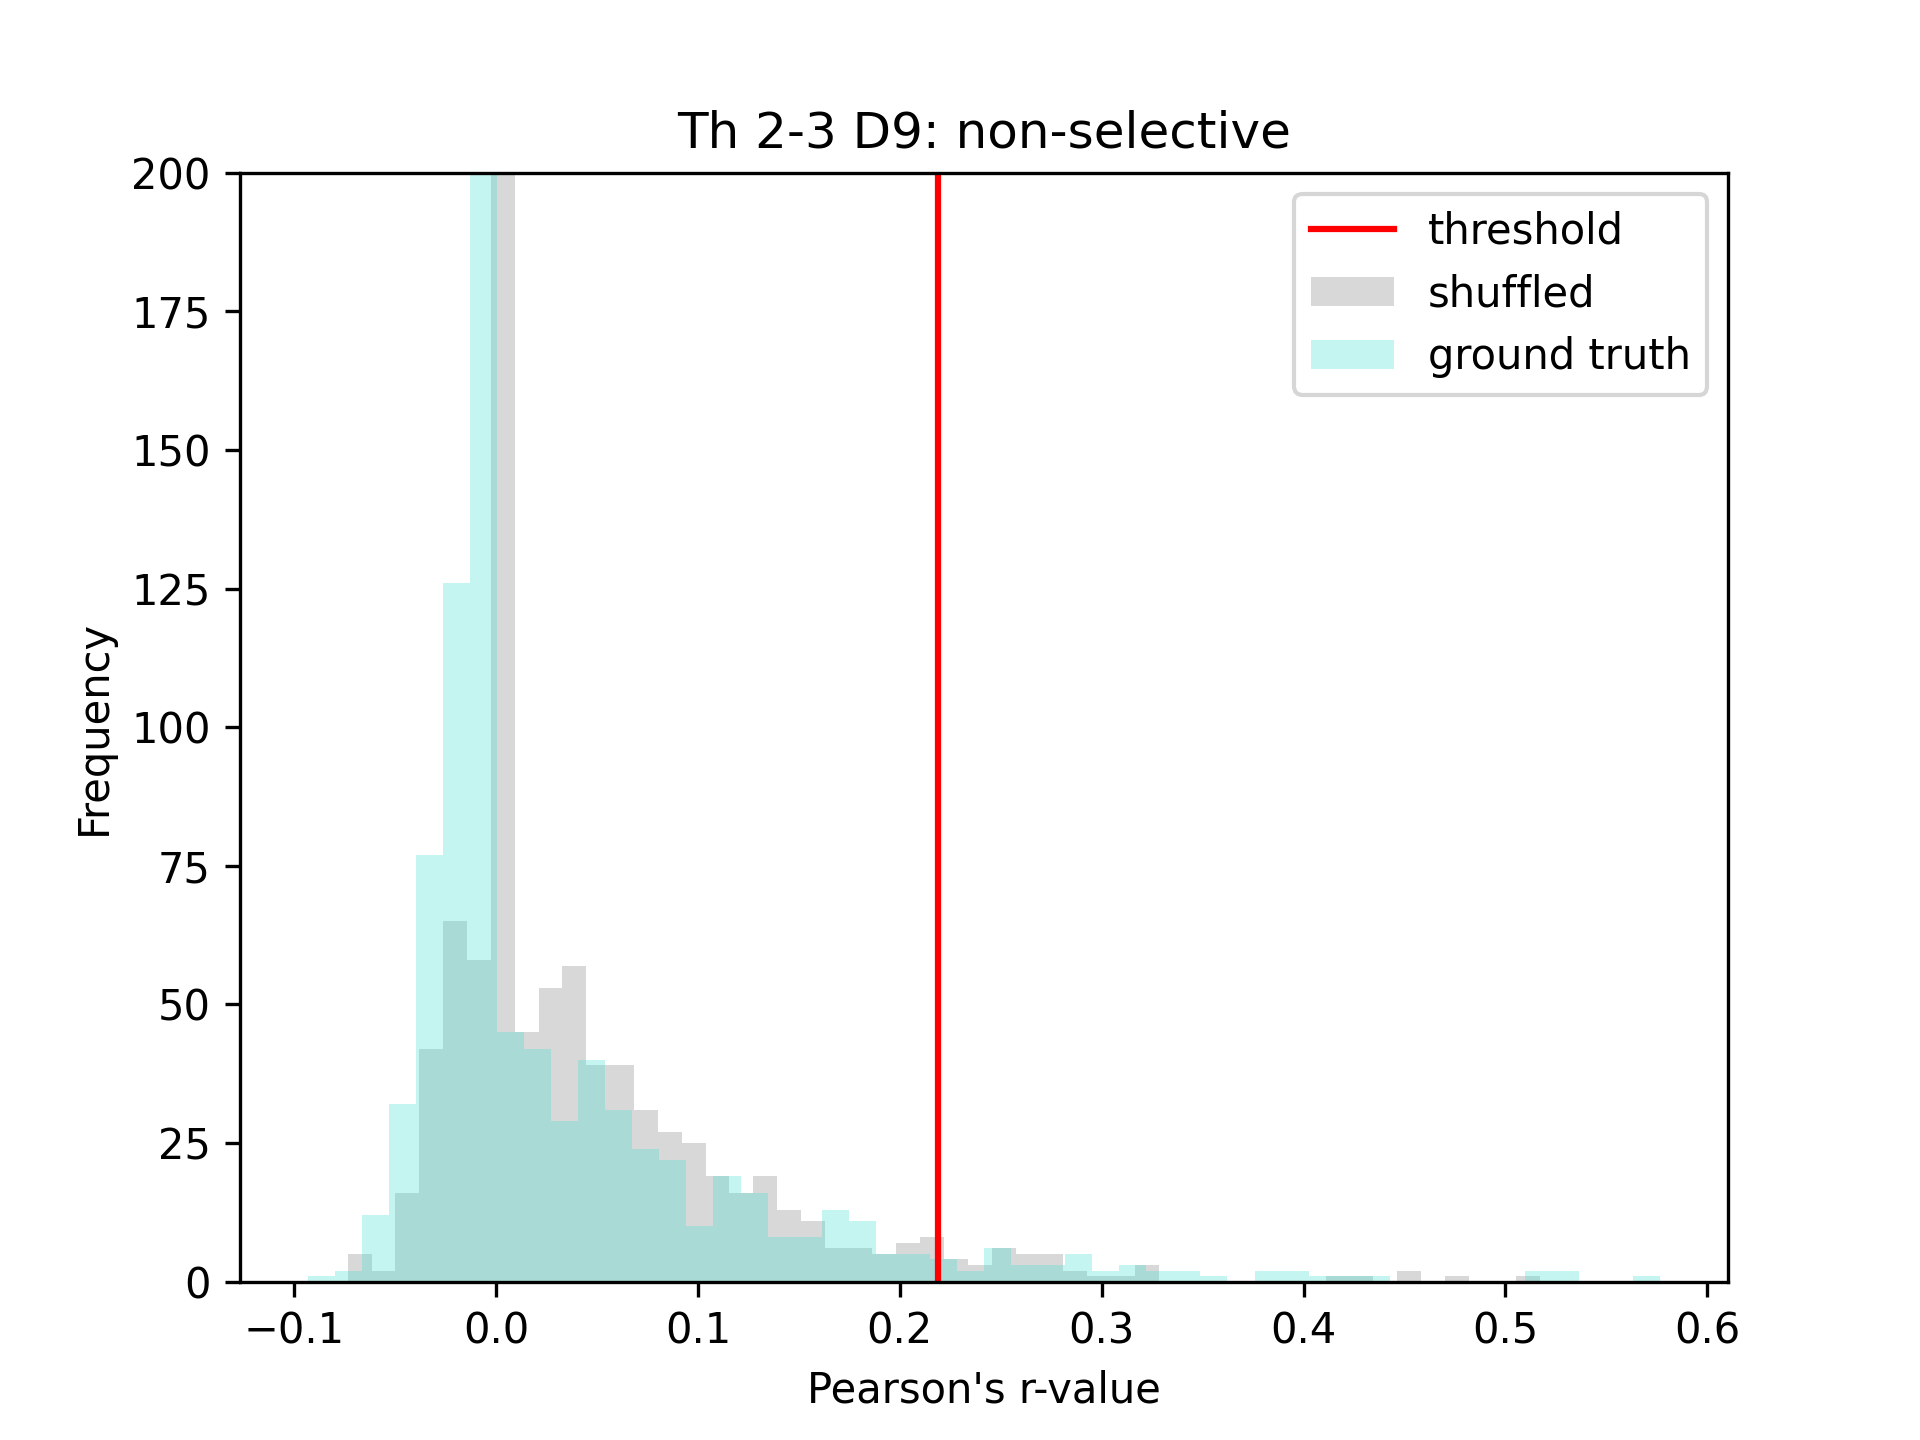 Th 2-3 D9: non-selective
200
175
150
125
100
75
50
25
0
Frequency
threshold
shuffled
ground truth
−0.1 0.0 0.1 0.2 0.3 0.4 0.5 0.6
Pearson's r-value